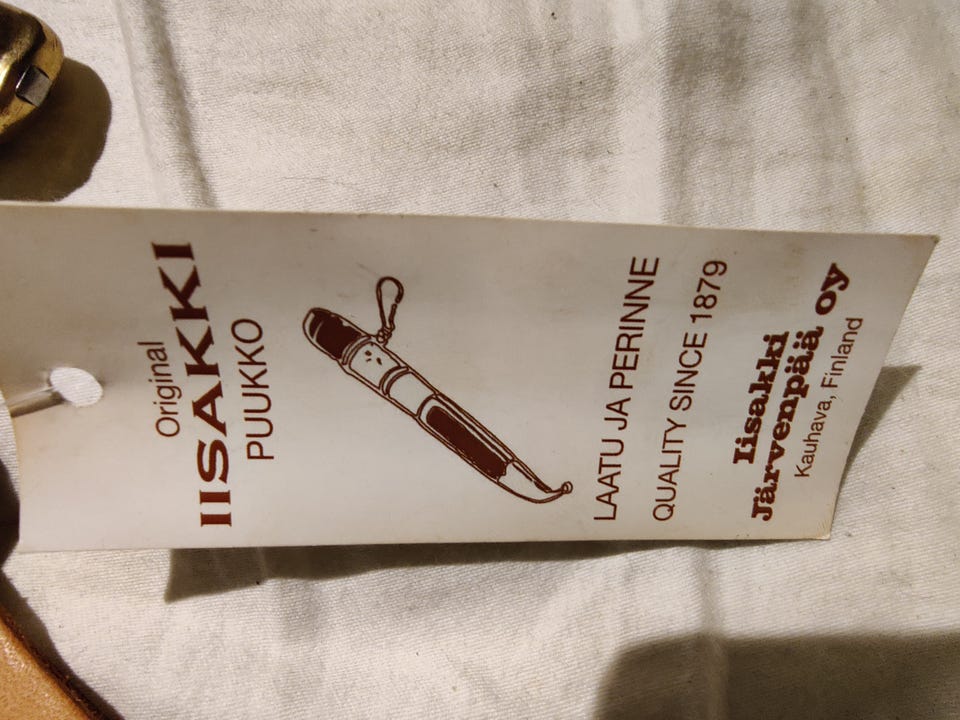 Original
IISAKKI
PUUKKO
LAATU JA PERINNE
QUALITY SINCE 1879
Iisakki
Järvenpää oy
Kauhava, Finland